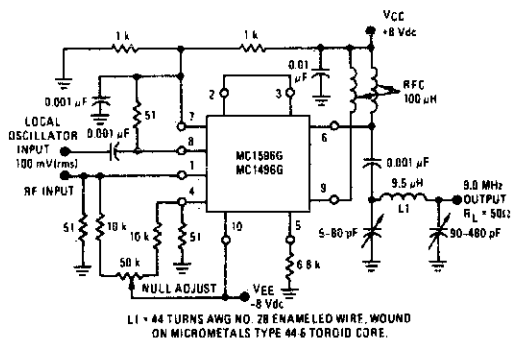 VCC
+8 Vdc
1 k
1 k
0.01
µF
0.001 µF
51
2
3
RFC
100 µH
LOCAL
OSCILLATOR
INPUT
100 mV(rms)
0.001 µF
7
8
MC1596G
MC1496G
6
RF INPUT
1
4
9
0.001 µF
9.5 µH
L1
9.0 MHz
OUTPUT
RL = 50Ω
51
10k
10k
51
10
5
5-80 pF
90-480 pF
50 k
6.8 k
NULL ADJUST
VEE
-8 Vdc
L1 = 44 TURNS AWG NO. 28 ENAMELED WIRE, WOUND
ON MICROMETALS TYPE 44-6 TOROID CORE.